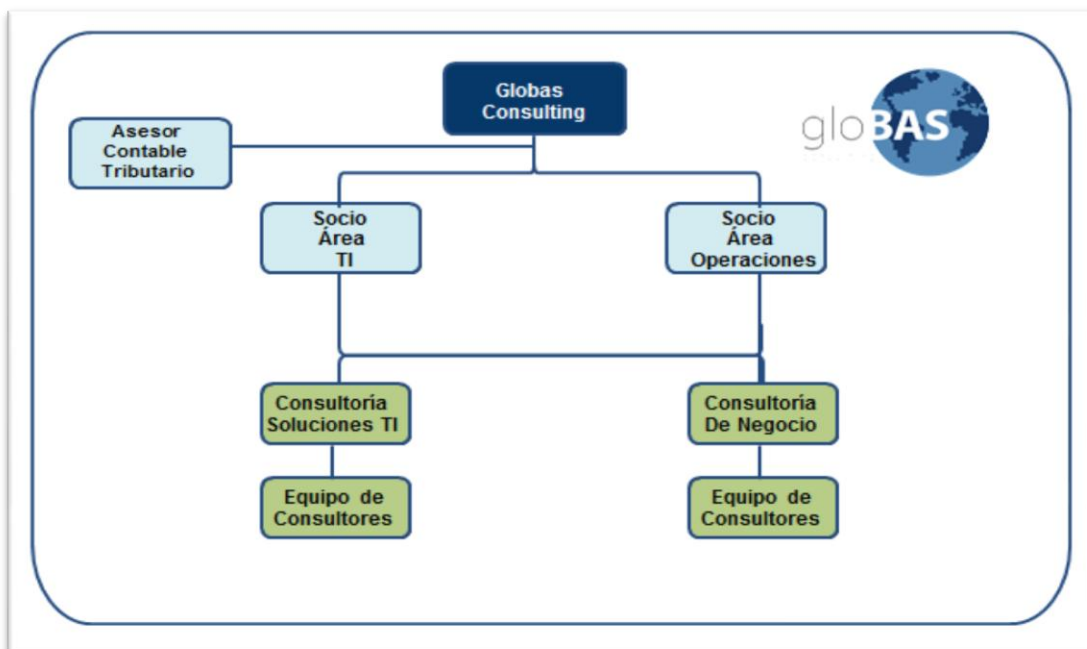 Globas
Consulting
gloBAS
Asesor
Contable
Tributario
Socio
Área
TI
Socio
Área
Operaciones
Consultoría
Soluciones TI
Consultoría
De Negocio
Equipo de
Consultores
Equipo de
Consultores